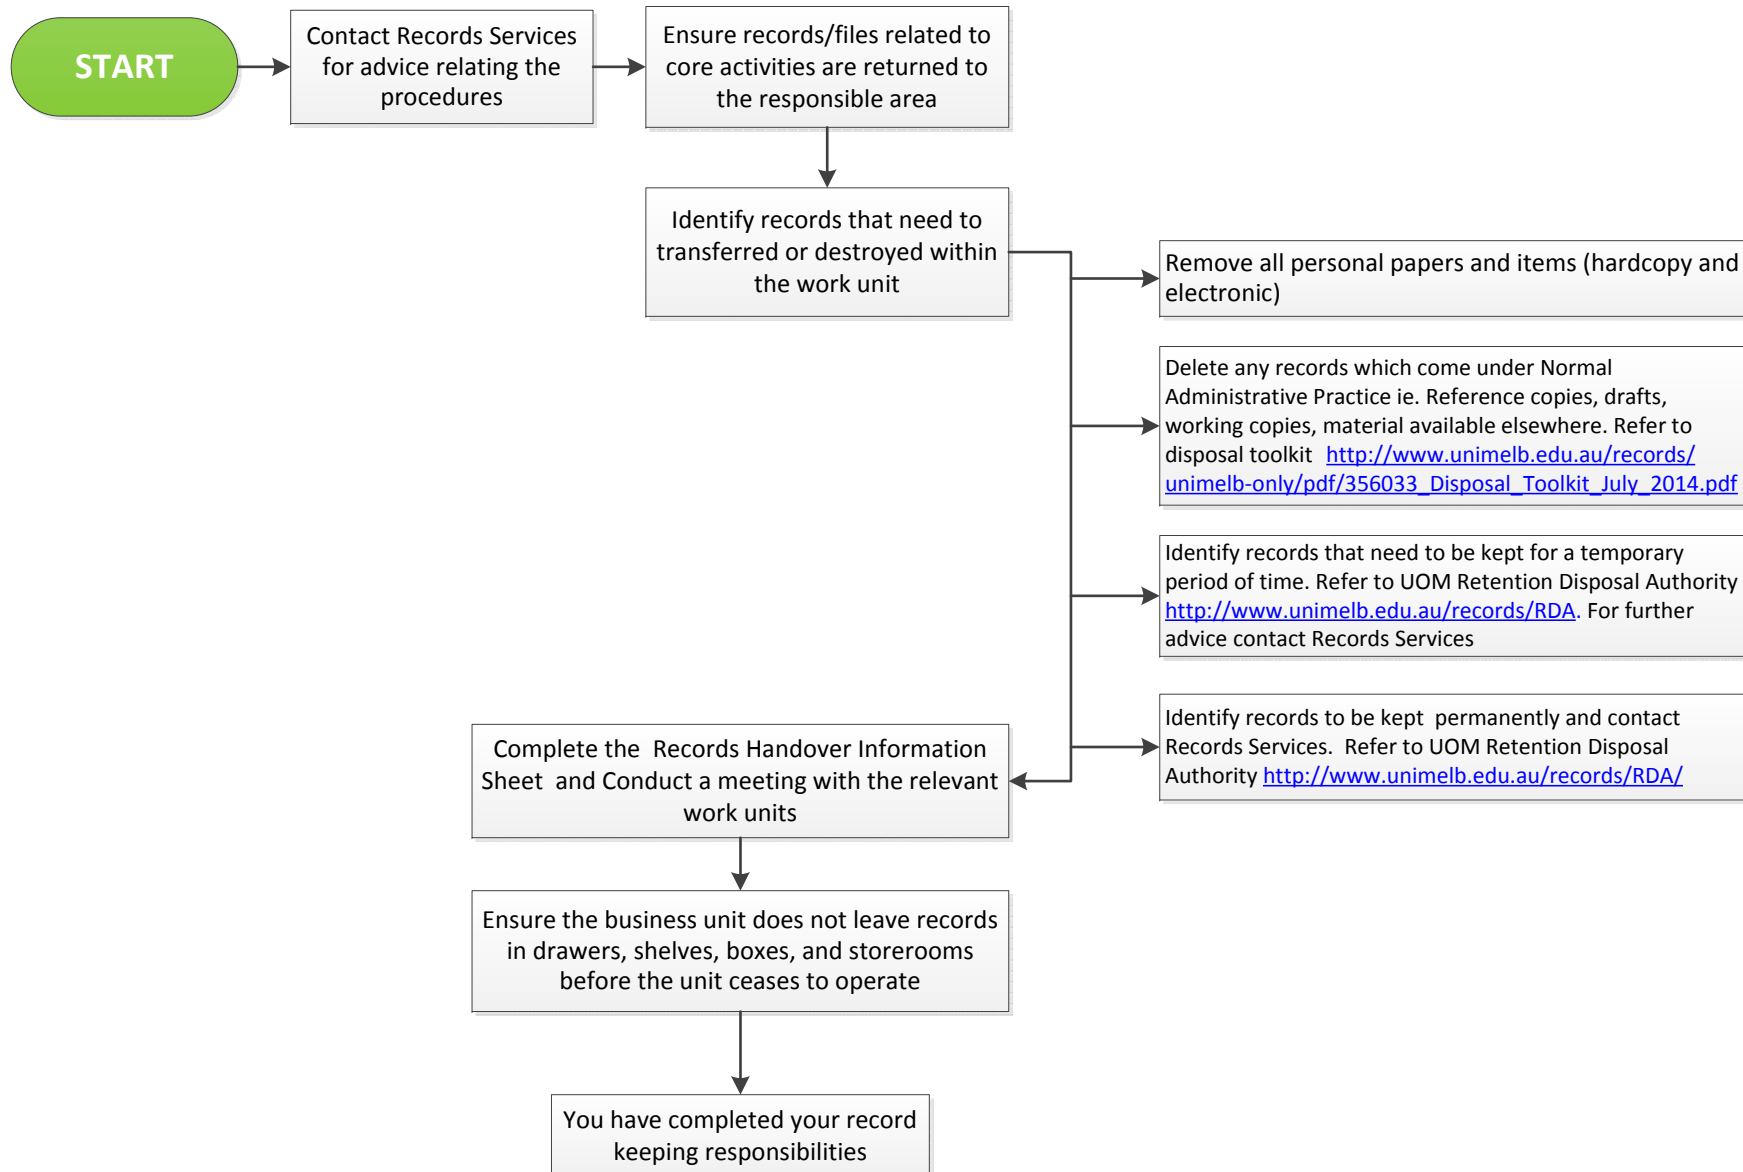 START
Contact Records Services
for advice relating the
procedures
Ensure records/files related to
core activities are returned to
the responsible area
Identify records that need to
transferred or destroyed within
the work unit
Remove all personal papers and items (hardcopy and
electronic)
Delete any records which come under Normal
Administrative Practice ie. Reference copies, drafts,
working copies, material available elsewhere. Refer to
disposal toolkit http://www.unimelb.edu.au/records/
unimelb-only/pdf/356033_Disposal_Toolkit_July_2014.pdf
Identify records that need to be kept for a temporary
period of time. Refer to UOM Retention Disposal Authority
http://www.unimelb.edu.au/records/RDA. For further
advice contact Records Services
Identify records to be kept permanently and contact
Records Services. Refer to UOM Retention Disposal
Authority http://www.unimelb.edu.au/records/RDA/
Complete the Records Handover Information
Sheet and Conduct a meeting with the relevant
work units
Ensure the business unit does not leave records
in drawers, shelves, boxes, and storerooms
before the unit ceases to operate
You have completed your record
keeping responsibilities